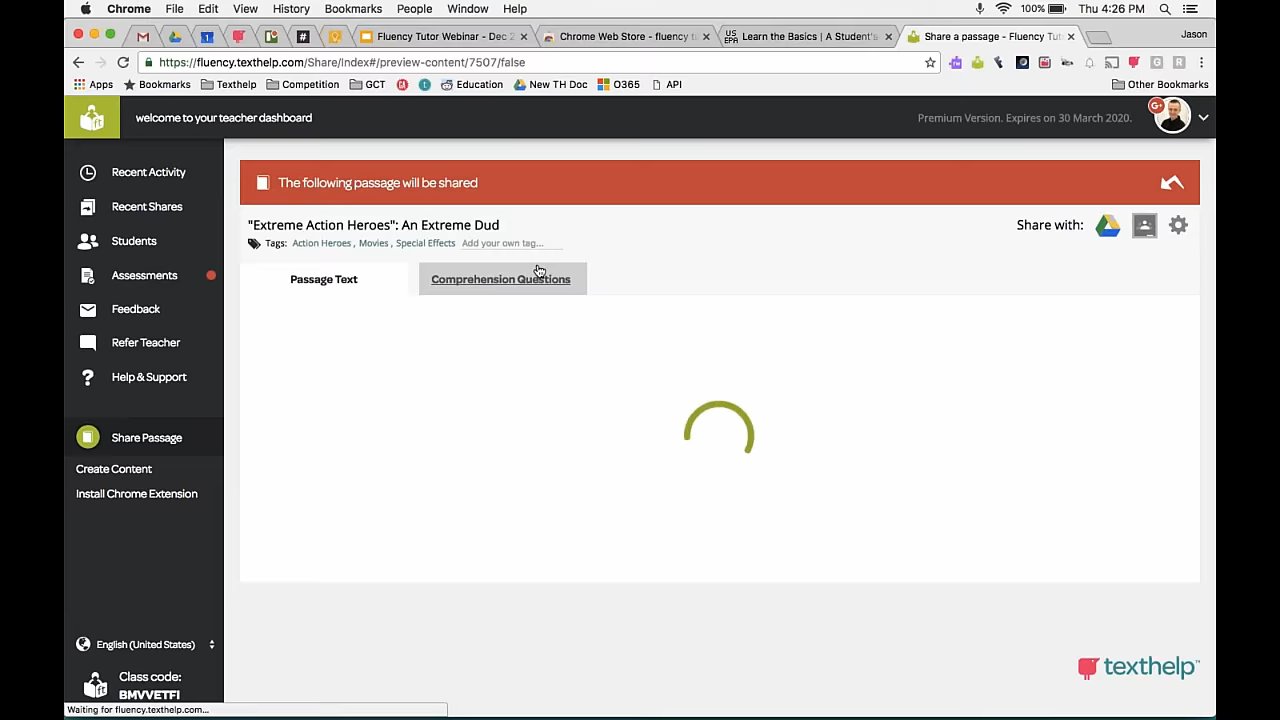 Chrome File Edit View History Bookmarks People Window Help 100% Thu 4:26 PM
Fluency Tutor Webinar - Dec 2 Chrome Web Store - fluency t US EPA Learn the Basics | A Student's Share a passage - Fluency Tu Jason
https://fluency.texthelp.com/Share/Index#/preview-content/7507/false
Apps Bookmarks Texthelp Competition GCT Education New TH Doc O365 API Other Bookmarks
welcome to your teacher dashboard Premium Version. Expires on 30 March 2020.
Recent Activity
Recent Shares
Students
Assessments
Feedback
Refer Teacher
Help & Support
Share Passage
Create Content
Install Chrome Extension
English (United States)
Class code:
BMVVETFI
The following passage will be shared
"Extreme Action Heroes": An Extreme Dud
Share with:
Tags: Action Heroes , Movies , Special Effects Add your own tag...
Passage Text Comprehension Questions
texthelp™
Waiting for fluency.texthelp.com...